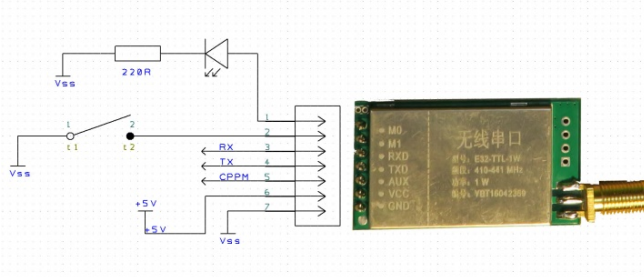 220R
Vss
1
2
t1
t2
Vss
1
2
RX
3
TX
4
CPPM
5
6
7
+5V
+5V
Vss
M0
M1
RXD
TXD
AUX
VCC
GND
无线串口
型号: E32-TTL-1W
频段: 410-441 MHz
功率: 1 W